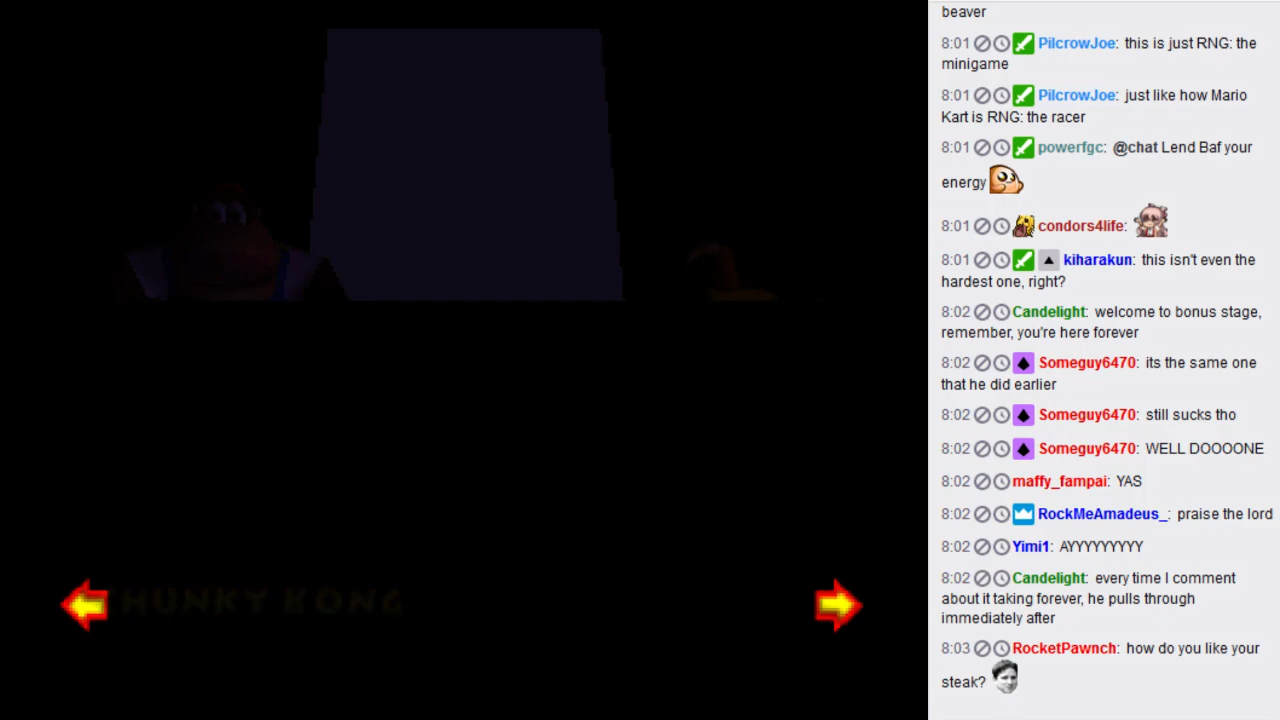 beaver
8:01 PilcrowJoe: this is just RNG: the
minigame
8:01 PilcrowJoe: just like how Mario
Kart is RNG: the racer
8:01 powerfgc: @chat Lend Baf your
energy
8:01 condors4life:
8:01 kiharakun: this isn't even the
hardest one, right?
8:02 Candelight: welcome to bonus stage,
remember, you're here forever
8:02 Someguy6470: its the same one
that he did earlier
8:02 Someguy6470: still sucks tho
8:02 Someguy6470: WELL DOOOONE
8:02 maffy_fampai: YAS
8:02 RockMeAmadeus_: praise the lord
8:02 Yimi1: AYYYYYYYYY
8:02 Candelight: every time I comment
about it taking forever, he pulls through
immediately after
8:03 RocketPawnch: how do you like your
steak?
CHUNKY KONG